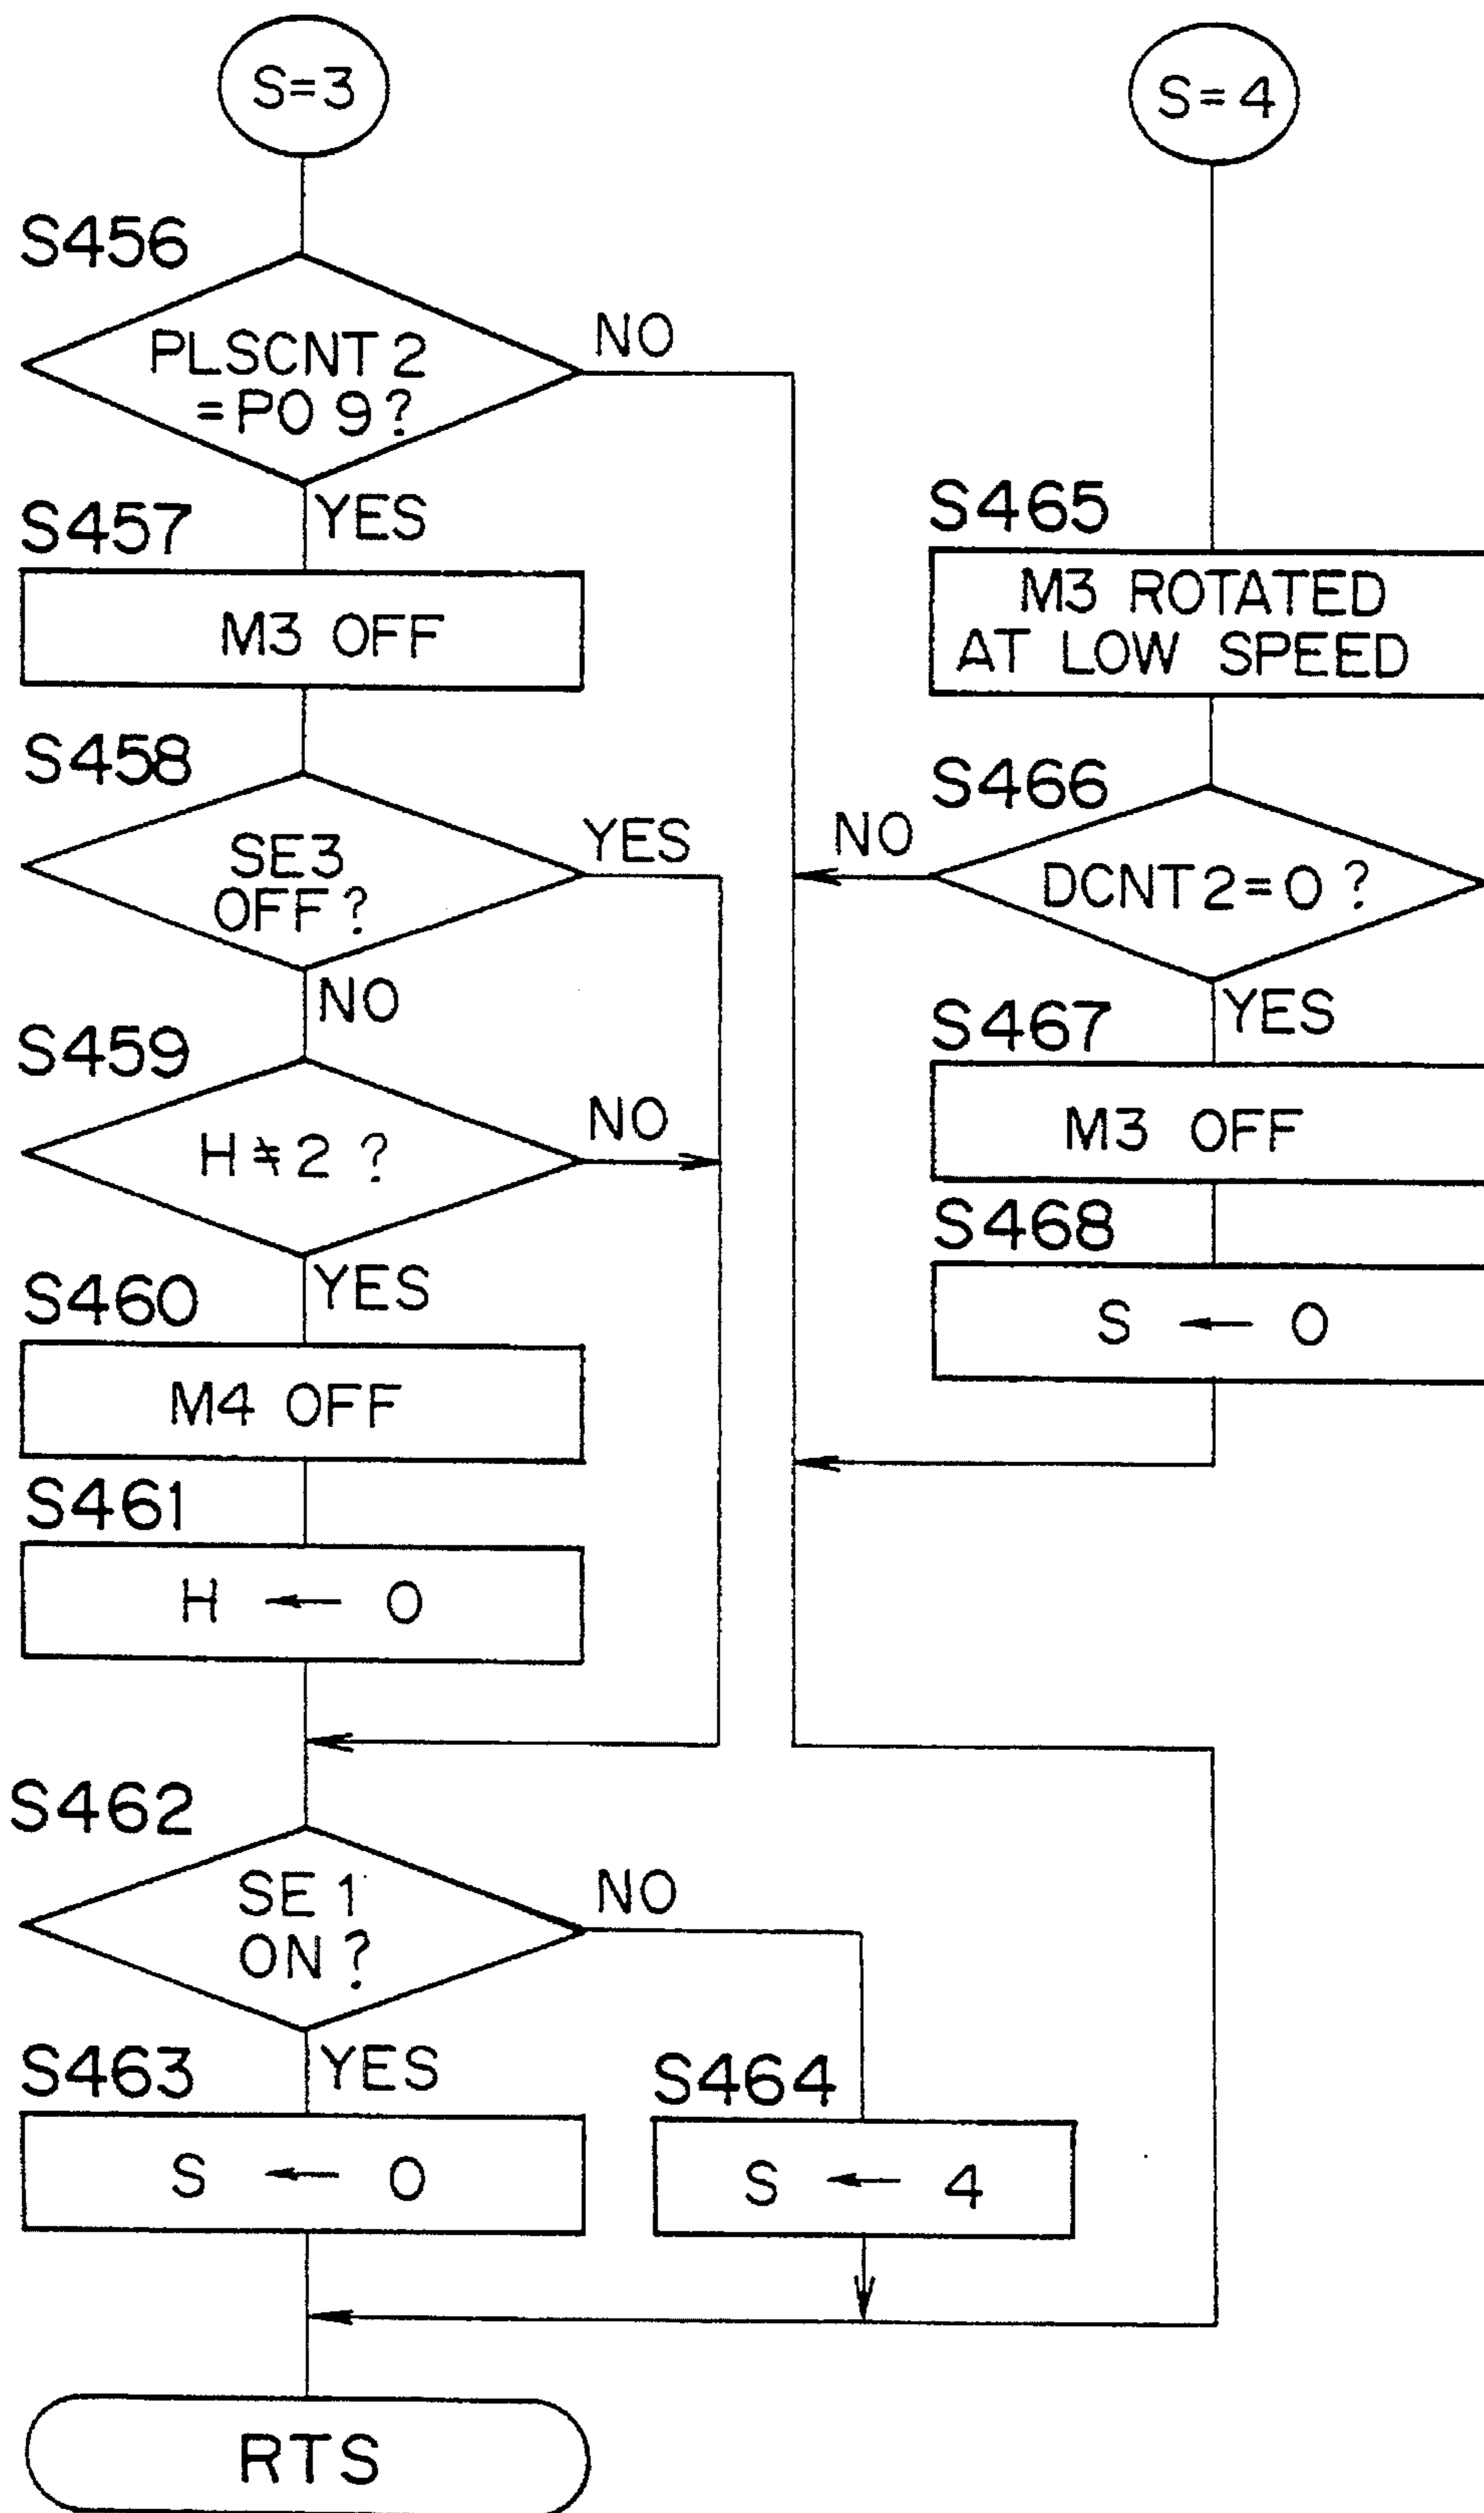 S=3
S456
PLSCNT 2
=PO 9?
NO
YES
S457
M3 OFF
S458
SE3
OFF?
YES
NO
S459
H≠2 ?
NO
YES
S460
M4 OFF
S461
H ← 0
S462
SE 1
ON?
NO
YES
S463
S ← 0
S464
S ← 4
RTS
S=4
S465
M3 ROTATED
AT LOW SPEED
S466
NO
DCNT 2=0 ?
YES
S467
M3 OFF
S468
S ← 0